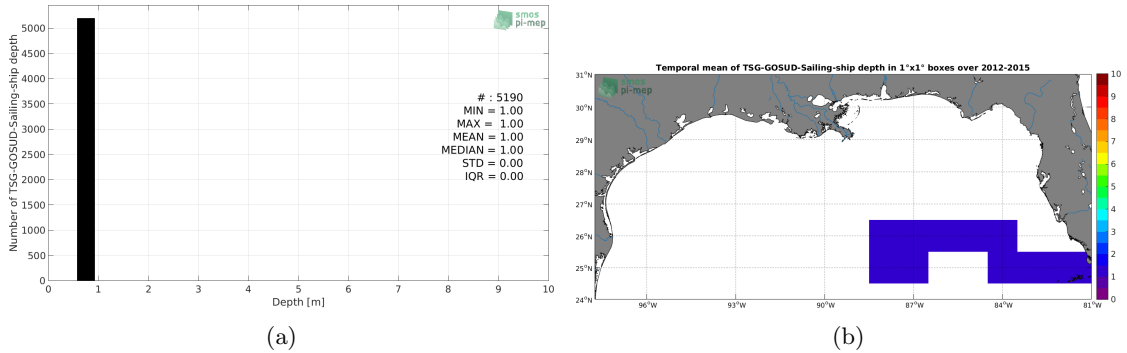 smos
pi-mep
Number of TSG-GOSUD-Sailing-ship depth
5000
4500
4000
3500
3000
2500
2000
1500
1000
500
0
# : 5190
MIN = 1.00
MAX = 1.00
MEAN = 1.00
MEDIAN = 1.00
STD = 0.00
IQR = 0.00
0 1 2 3 4 5 6 7 8 9 10
Depth [m]
(a)
Temporal mean of TSG-GOSUD-Sailing-ship depth in 1°x1° boxes over 2012-2015
smos
pi-mep
31°N
30°N
29°N
28°N
27°N
26°N
25°N
24°N
96°W 93°W 90°W 87°W 84°W 81°W
10
9
8
7
6
5
4
3
2
1
0
(b)